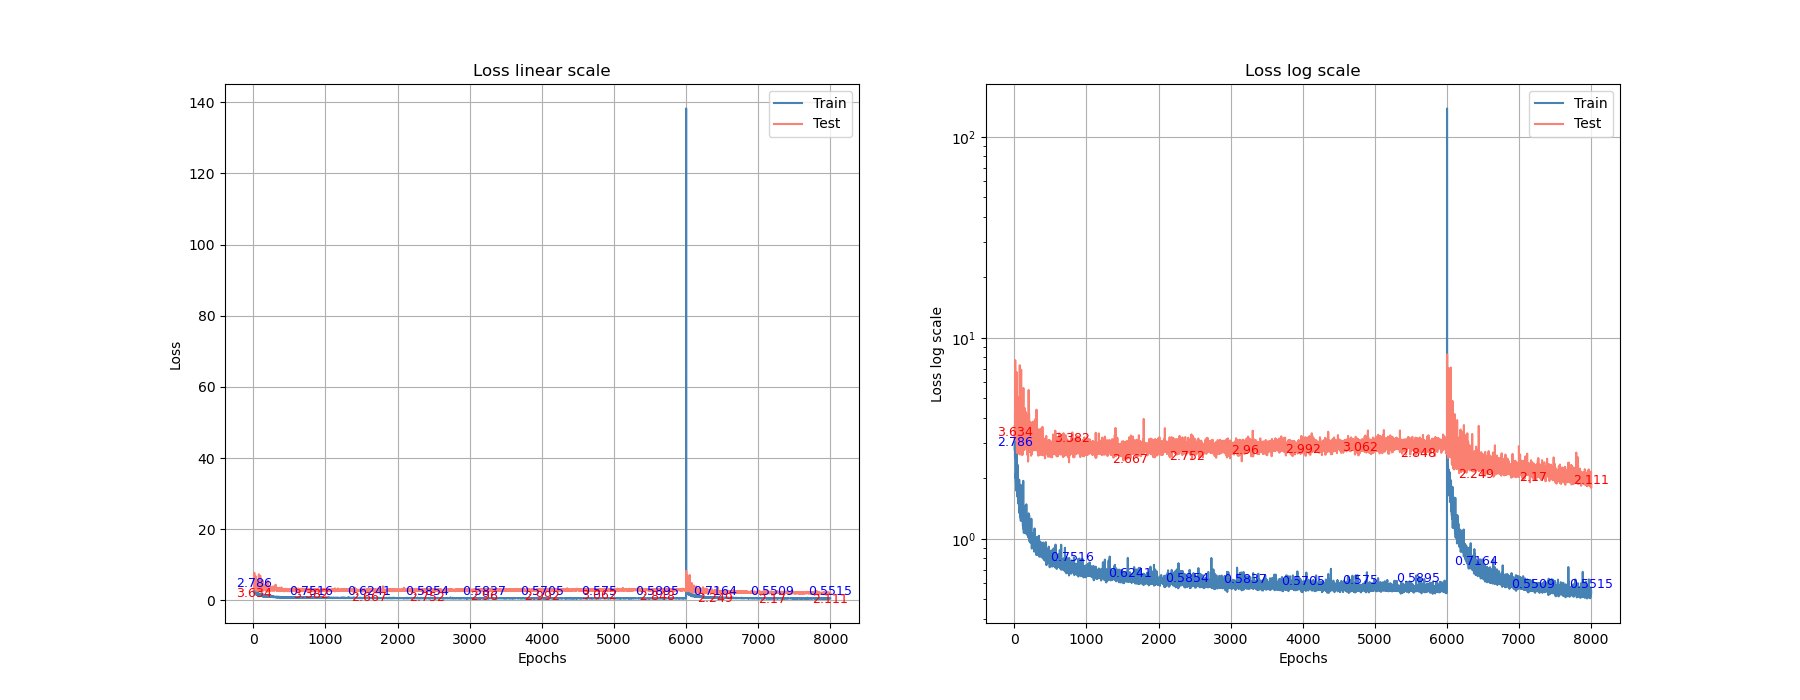 Loss linear scale
Loss
140
120
100
80
60
40
20
0
Train
Test
2.786 0.7516 0.6241 0.5854 0.5837 0.5705 0.575 0.5895 0.7164 0.5509 0.5515
3.634 3.382 2.667 2.752 2.96 2.992 3.062 2.848 2.249 2.17 2.111
0 1000 2000 3000 4000 5000 6000 7000 8000
Epochs
Loss log scale
Loss log scale
10²
10¹
10⁰
Train
Test
3.634 3.382 2.667 2.752 2.96 2.992 3.062 2.848 2.249 2.17 2.111
2.786 0.7516 0.6241 0.5854 0.5837 0.5705 0.575 0.5895 0.7164 0.5509 0.5515
0 1000 2000 3000 4000 5000 6000 7000 8000
Epochs